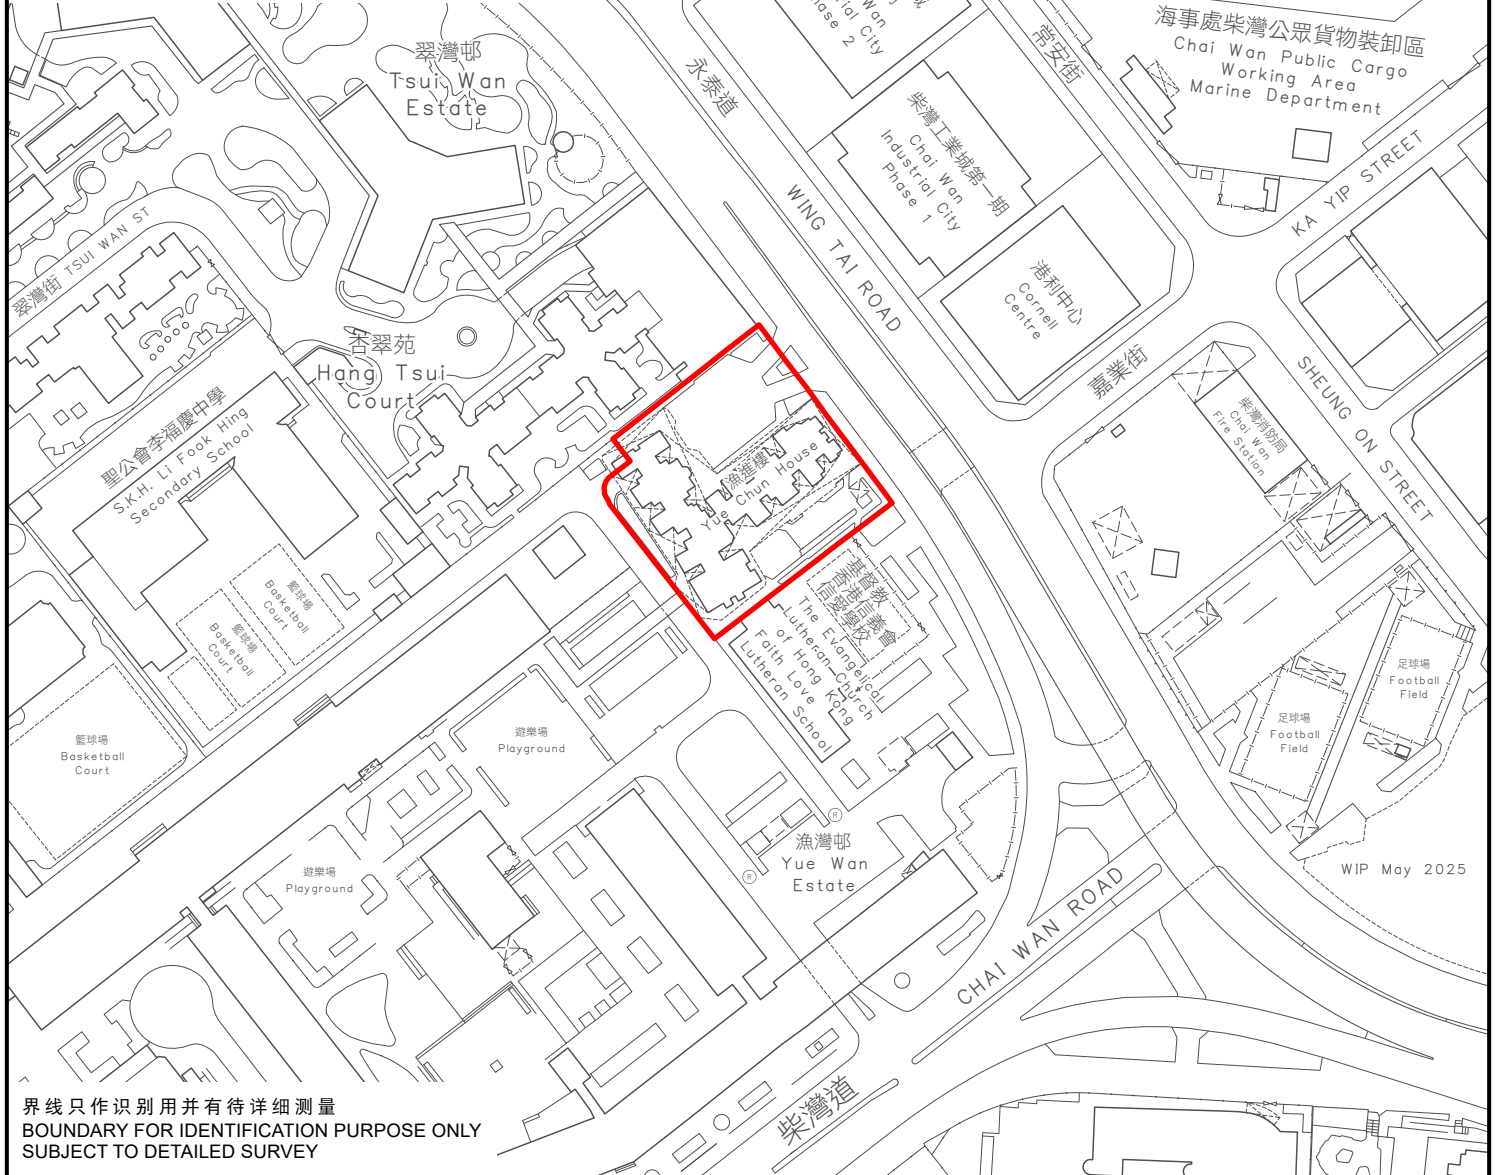 翠灣邨
Tsui Wan
Estate
永泰道
常安街
海事處柴灣公眾貨物裝卸區
Chai Wan Public Cargo
Working Area
Marine Department
柴灣工業城第一期
Chai Wan
Industrial City
Phase 1
Phase 2
WING TAI ROAD
KA YIP STREET
翠灣街 TSUI WAN ST
港利中心
Cornell
Centre
杏翠苑
Hang Tsui
Court
嘉業街
SHEUNG ON STREET
聖公會李福慶中學
S.K.H. Li Fook Hing
Secondary School
漁進樓
Yue Chun House
柴灣消防局
Chai Wan
Fire Station
籃球場
Basketball
Court
籃球場
Basketball
Court
籃球場
Basketball
Court
基督教
香港信義會
信愛學校
The Evangelical
Lutheran Church
of Hong Kong
Faith Love
Lutheran School
遊樂場
Playground
遊樂場
Playground
足球場
Football
Field
足球場
Football
Field
R
R
漁灣邨
Yue Wan
Estate
WIP May 2025
CHAI WAN ROAD
柴灣道
界线只作识别用并有待详细测量
BOUNDARY FOR IDENTIFICATION PURPOSE ONLY
SUBJECT TO DETAILED SURVEY